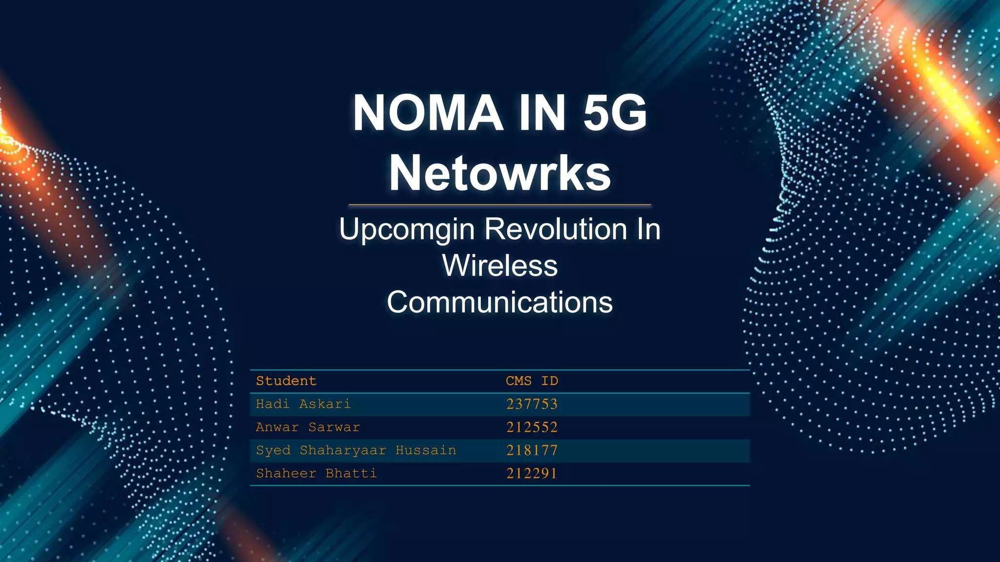 NOMA IN 5G
Netowrks
Upcomgin Revolution In
Wireless
Communications
Student CMS ID
Hadi Askari 237753
Anwar Sarwar 212552
Syed Shaharyaar Hussain 218177
Shaheer Bhatti 212291